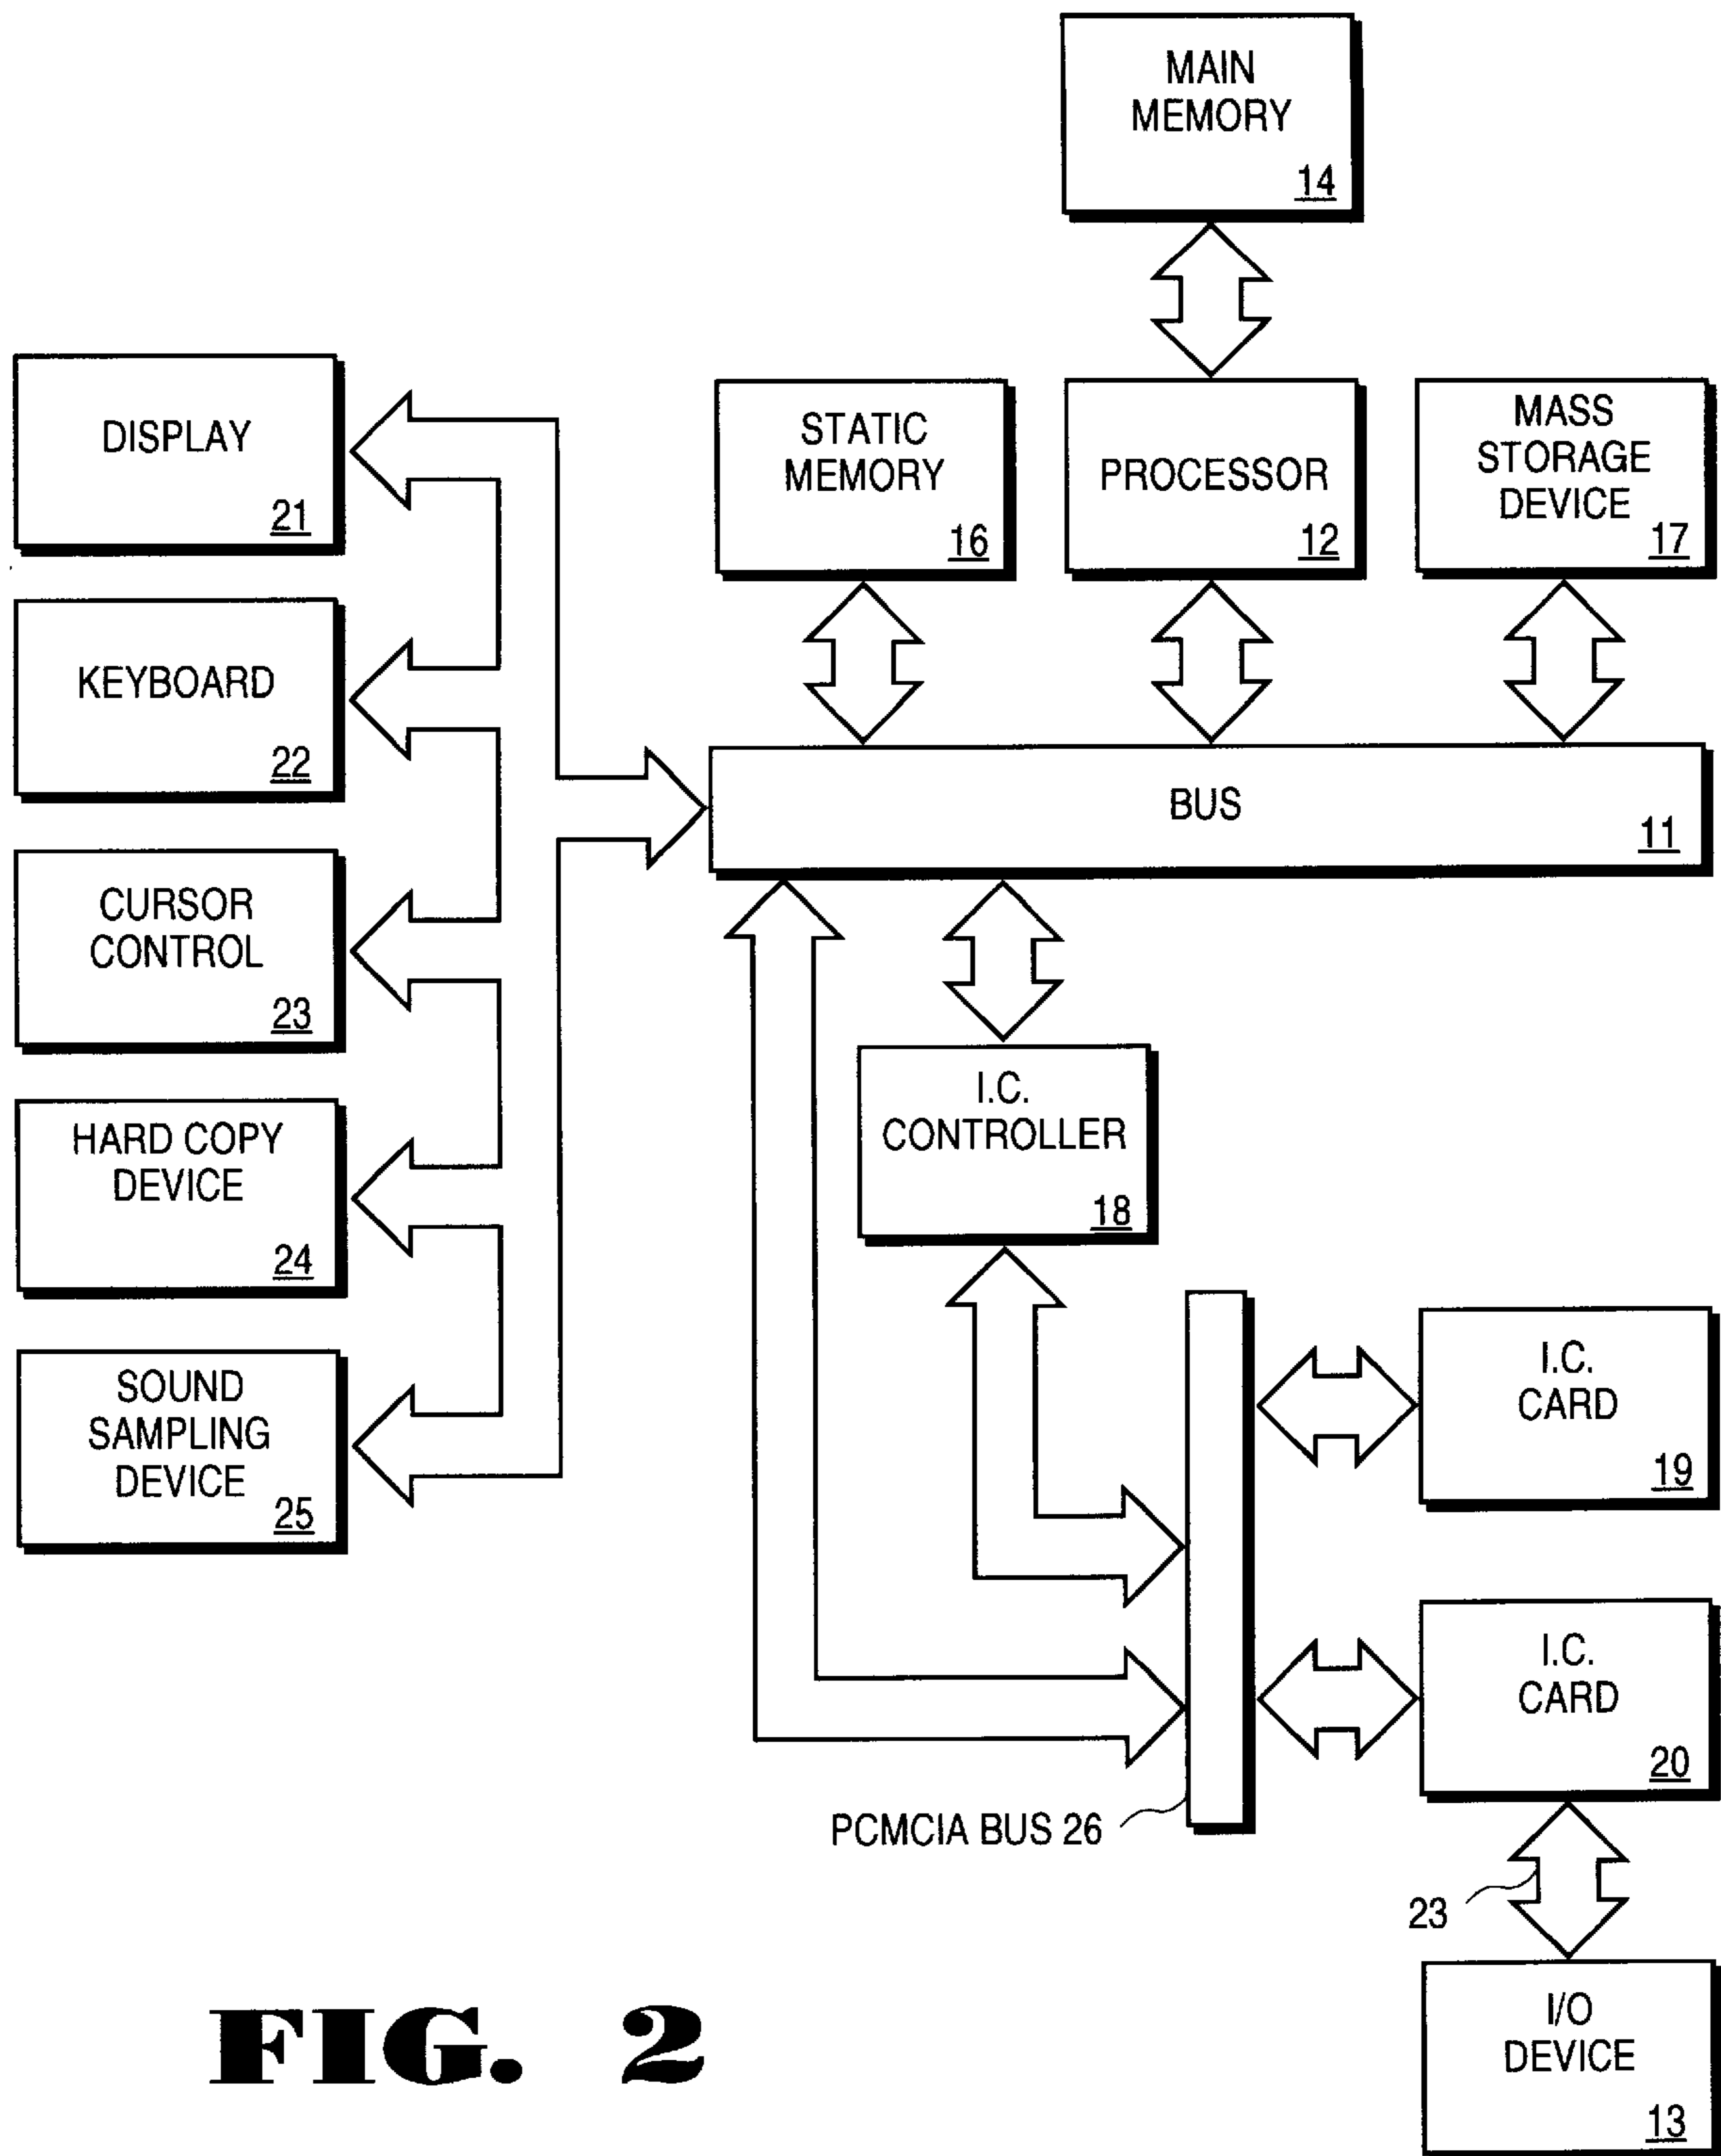 MAIN
MEMORY
14
DISPLAY
21
STATIC
MEMORY
16
PROCESSOR
12
MASS
STORAGE
DEVICE
17
KEYBOARD
22
BUS
11
CURSOR
CONTROL
23
I.C.
CONTROLLER
18
HARD COPY
DEVICE
24
SOUND
SAMPLING
DEVICE
25
I.C.
CARD
19
I.C.
CARD
20
PCMCIA BUS 26
23
I/O
DEVICE
13
FIG. 2